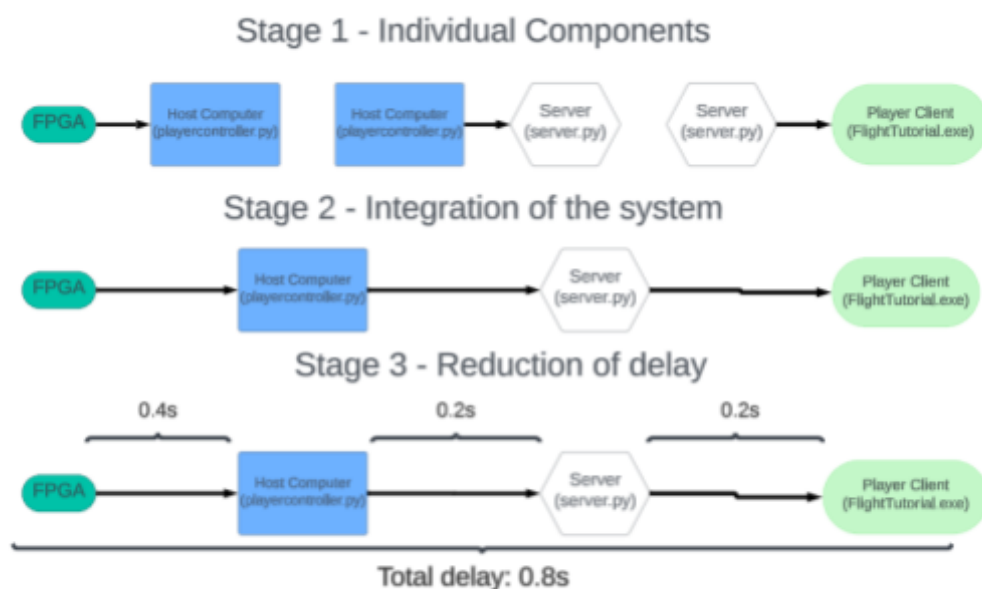 Stage 1 - Individual Components
FPGA
Host Computer
(playercontroller.py)
Host Computer
(playercontroller.py)
Server
(server.py)
Server
(server.py)
Player Client
(FlightTutorial.exe)
Stage 2 - Integration of the system
FPGA
Host Computer
(playercontroller.py)
Server
(server.py)
Player Client
(FlightTutorial.exe)
Stage 3 - Reduction of delay
0.4s
0.2s
0.2s
FPGA
Host Computer
(playercontroller.py)
Server
(server.py)
Player Client
(FlightTutorial.exe)
Total delay: 0.8s